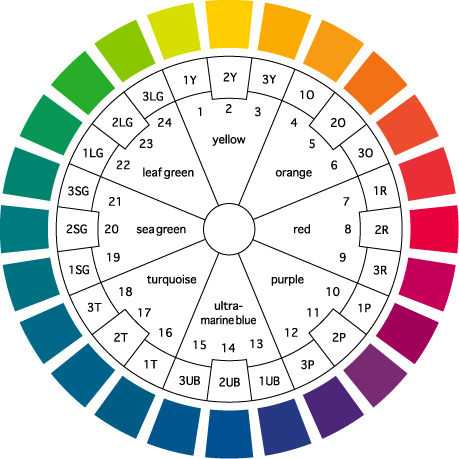 1Y
2Y
3Y
1O
2O
3O
1R
2R
3R
1P
2P
3P
1UB
2UB
3UB
1T
2T
3T
1SG
2SG
3SG
1LG
2LG
3LG
1
2
3
4
5
6
7
8
9
10
11
12
13
14
15
16
17
18
19
20
21
22
23
24
yellow
orange
red
purple
ultra-
marine blue
turquoise
sea green
leaf green